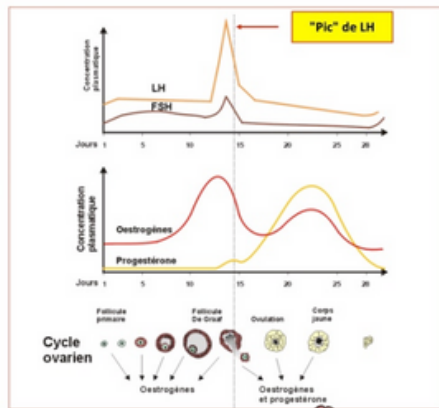 "Pic" de LH
Concentration
plasmatique
LH
FSH
Jours 1 5 10 15 20 25 28
Concentration
plasmatique
Oestrogènes
Progestérone
Jours 1 5 10 15 20 25 28
Follicule
primaire
Follicule
De Graaf
Ovulation
Corps
jaune
Cycle
ovarien
Oestrogènes
Oestrogènes
et progestérone